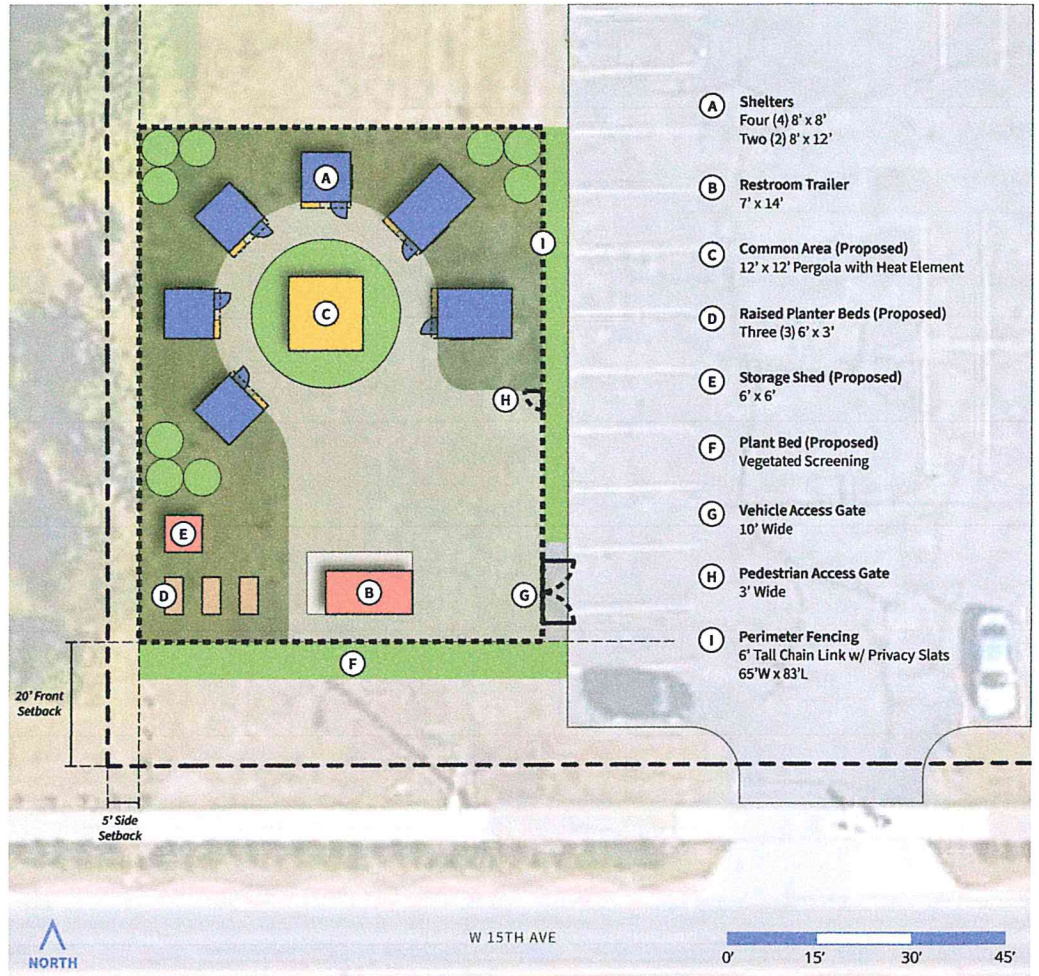 A
Shelters
Four (4) 8' x 8'
Two (2) 8' x 12'
B
Restroom Trailer
7' x 14'
C
Common Area (Proposed)
12' x 12' Pergola with Heat Element
D
Raised Planter Beds (Proposed)
Three (3) 6' x 3'
E
Storage Shed (Proposed)
6' x 6'
F
Plant Bed (Proposed)
Vegetated Screening
G
Vehicle Access Gate
10' Wide
H
Pedestrian Access Gate
3' Wide
I
Perimeter Fencing
6' Tall Chain Link w/ Privacy Slats
65'W x 83'L
A
I
C
H
E
D
B
G
F
20' Front
Setback
5' Side
Setback
NORTH
W 15TH AVE
0' 15' 30' 45'